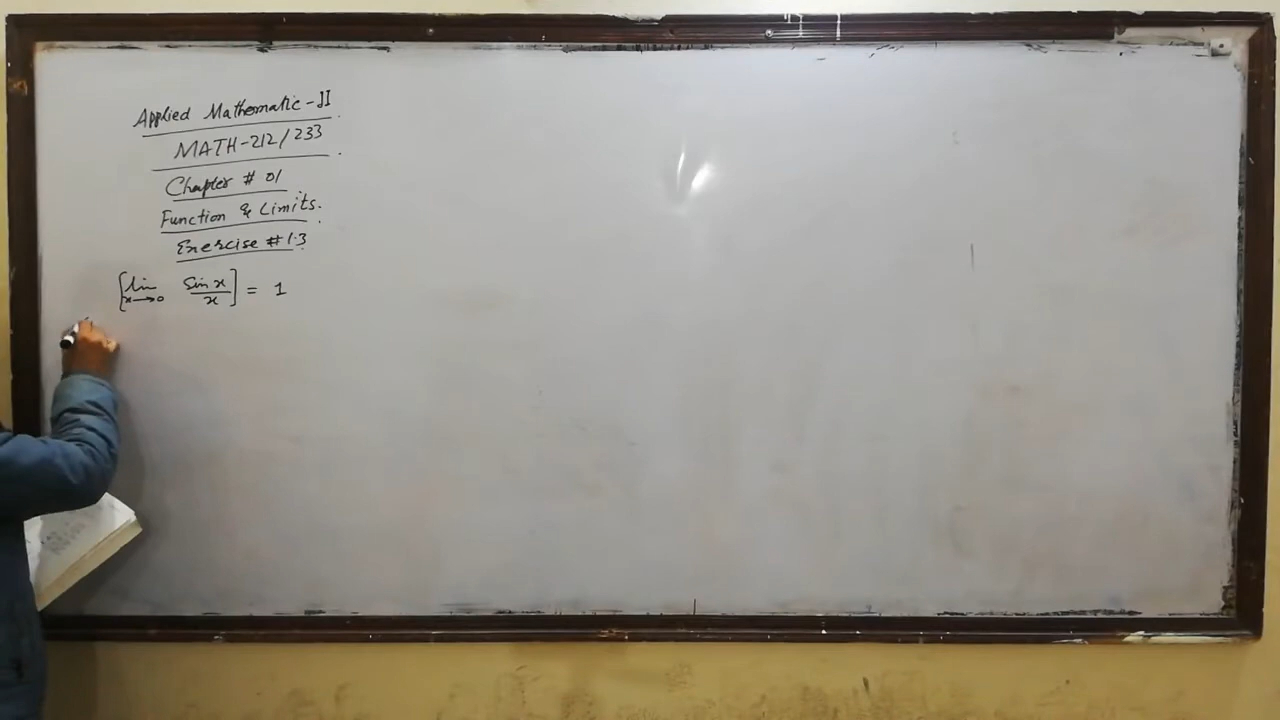 Applied Mathematic-II
MATH-212/233
Chapter # 01
Function & Limits.
Exercise # 1.3
[lim x→0 Sin x/x] = 1